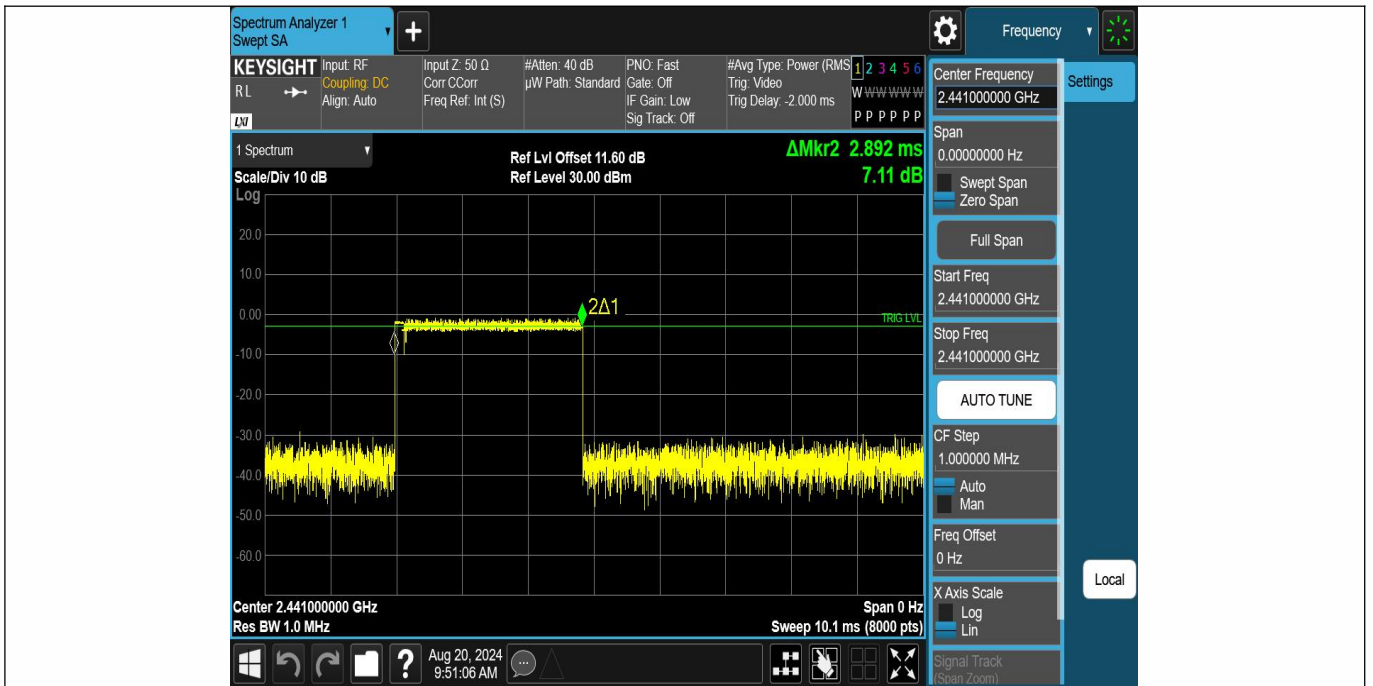 Spectrum Analyzer 1
Swept SA
Frequency
KEYSIGHT
RL
LXI
Input: RF
Coupling: DC
Align: Auto
Input Z: 50 Ω
Corr CCorr
Freq Ref: Int (S)
#Atten: 40 dB
µW Path: Standard
PNO: Fast
Gate: Off
IF Gain: Low
Sig Track: Off
#Avg Type: Power (RMS
Trig: Video
Trig Delay: -2.000 ms
1 2 3 4 5 6
W W W W W W
P P P P P P
1 Spectrum
Scale/Div 10 dB
Log
Ref Lvl Offset 11.60 dB
Ref Level 30.00 dBm
ΔMkr2 2.892 ms
7.11 dB
20.0
10.0
0.00
-10.0
-20.0
-30.0
-40.0
-50.0
-60.0
2Δ1
TRIG LVL
Center 2.441000000 GHz
Res BW 1.0 MHz
Span 0 Hz
Sweep 10.1 ms (8000 pts)
Center Frequency
2.441000000 GHz
Settings
Span
0.00000000 Hz
Swept Span
Zero Span
Full Span
Start Freq
2.441000000 GHz
Stop Freq
2.441000000 GHz
AUTO TUNE
CF Step
1.000000 MHz
Auto
Man
Freq Offset
0 Hz
X Axis Scale
Log
Lin
Signal Track
(Span Zoom)
Local
?
Aug 20, 2024
9:51:06 AM